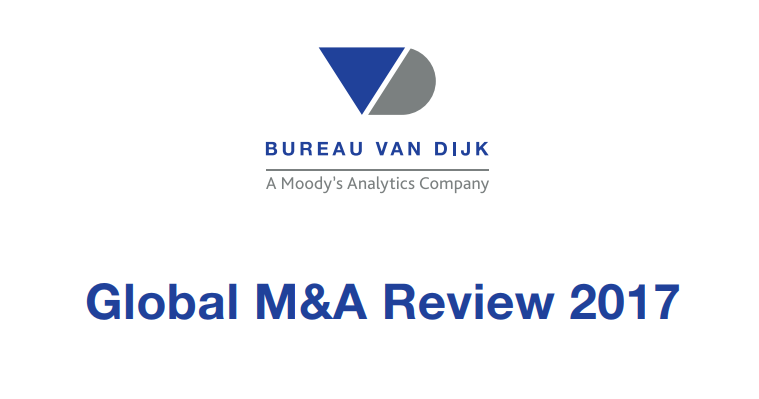 BUREAU VAN DIJK
A Moody's Analytics Company
Global M&A Review 2017